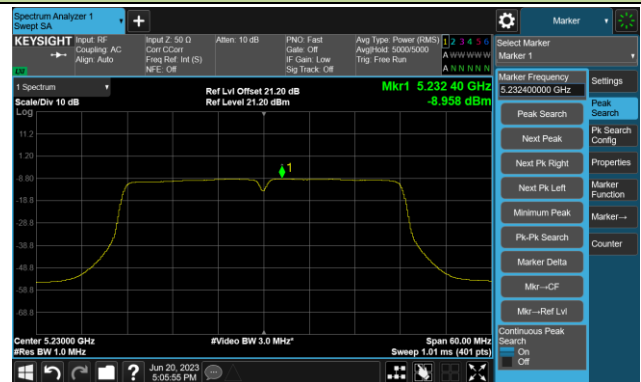 Spectrum Analyzer 1
Swept SA
Marker
KEYSIGHT
Input: RF
Coupling: AC
Align: Auto
Input Z: 50 Ω
Corr CCorr
Freq Ref: Int (S)
NFE: Off
Atten: 10 dB
PNO: Fast
Gate: Off
IF Gain: Low
Sig Track: Off
Avg Type: Power (RMS)
Avg|Hold: 5000/5000
Trig: Free Run
1 2 3 4 5 6
A W W W W W
A N N N N N
LW
Select Marker
Marker 1
1 Spectrum
Scale/Div 10 dB
Log
Ref Lvl Offset 21.20 dB
Ref Level 21.20 dBm
Mkr1 5.232 40 GHz
-8.958 dBm
11.2
1.20
-8.80
-18.8
-28.8
-38.8
-48.8
-58.8
-68.8
1
Center 5.23000 GHz
#Res BW 1.0 MHz
#Video BW 3.0 MHz*
Span 60.00 MHz
Sweep 1.01 ms (401 pts)
Marker Frequency
5.232400000 GHz
Peak Search
Next Peak
Next Pk Right
Next Pk Left
Minimum Peak
Pk-Pk Search
Marker Delta
Mkr→CF
Mkr→Ref Lvl
Continuous Peak
Search
On
Off
Settings
Peak
Search
Pk Search
Config
Properties
Marker
Function
Marker→
Counter
Jun 20, 2023
5:05:55 PM